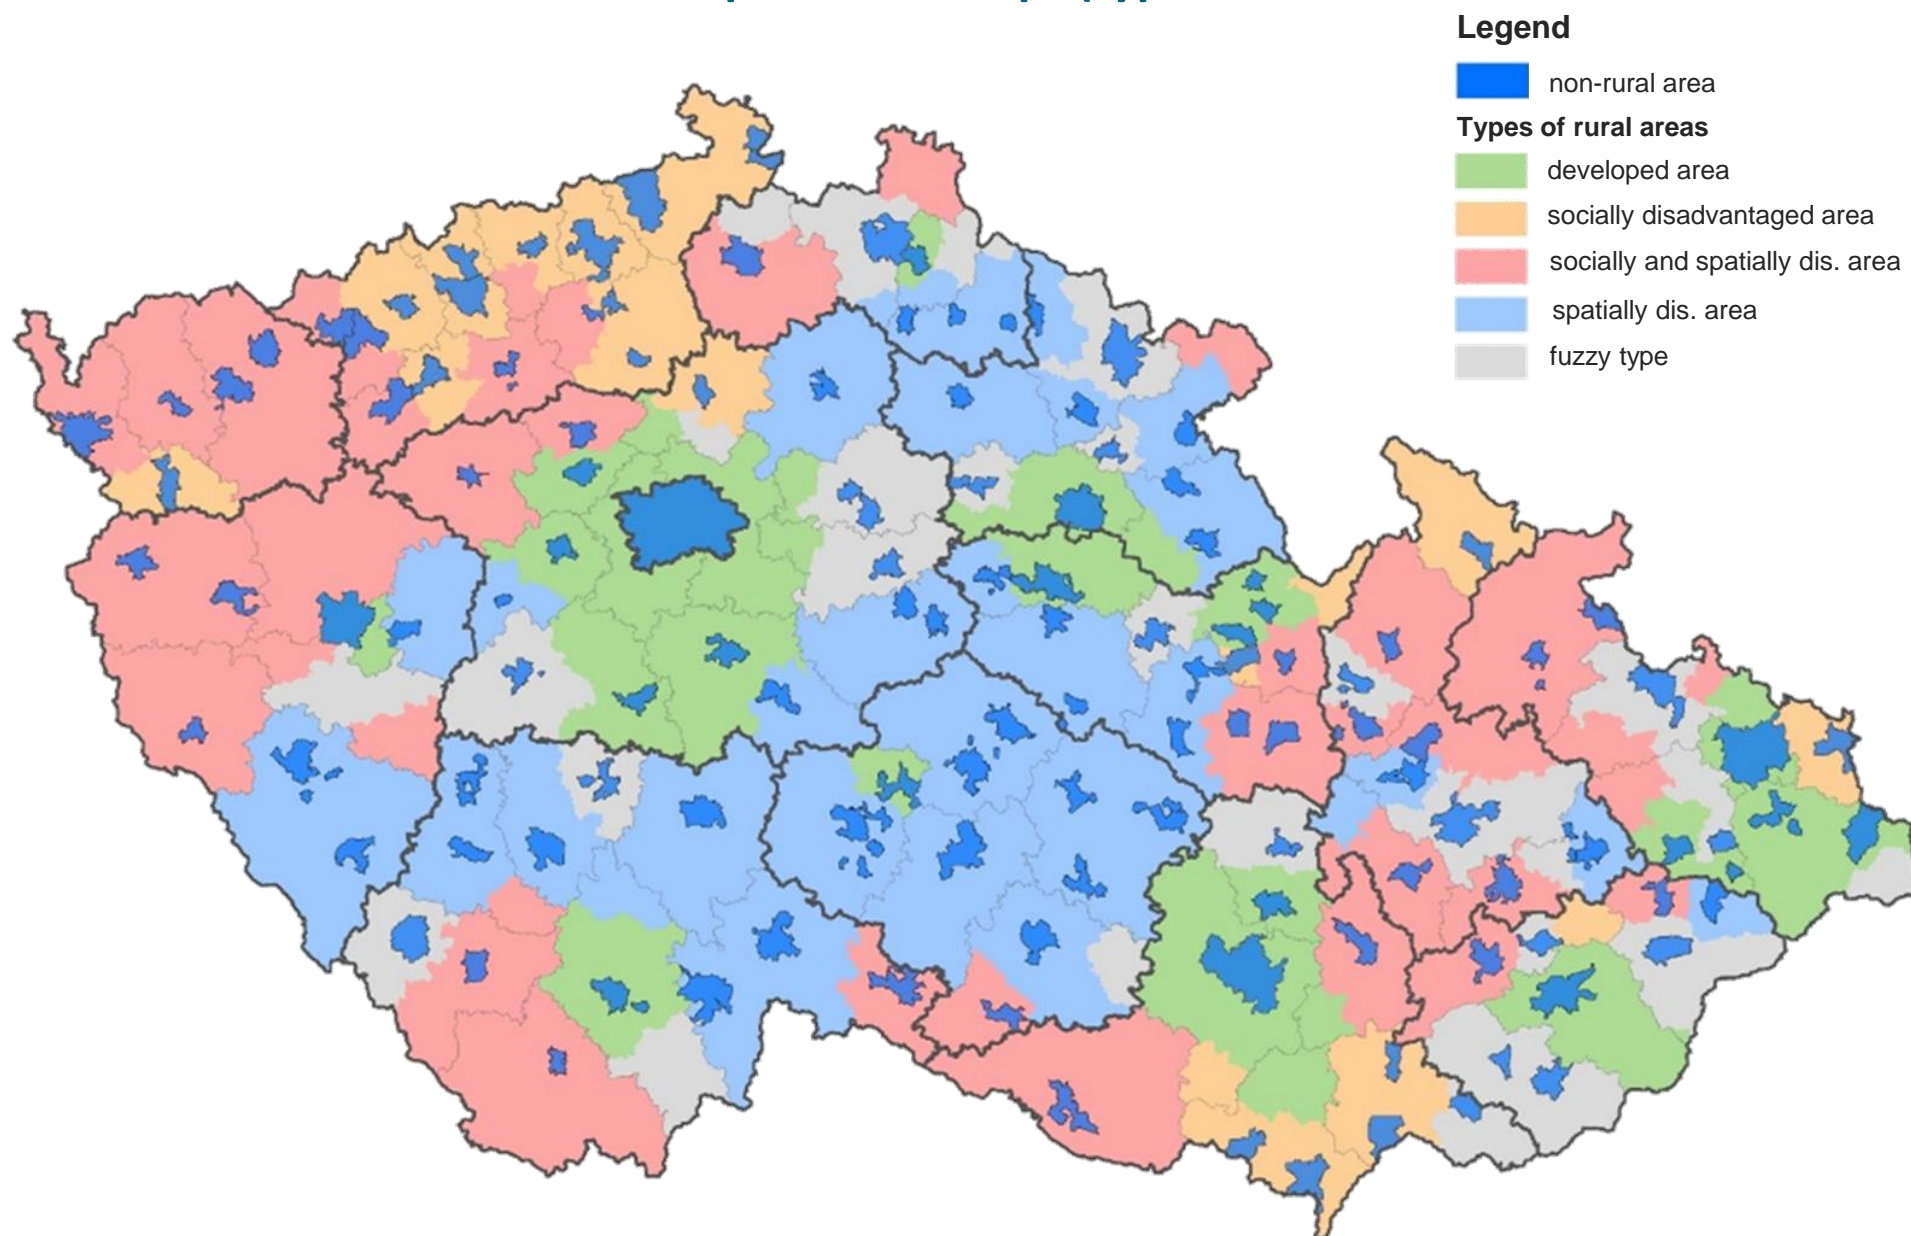 Legend
non-rural area
Types of rural areas
developed area
socially disadvantaged area
socially and spatially dis. area
spatially dis. area
fuzzy type